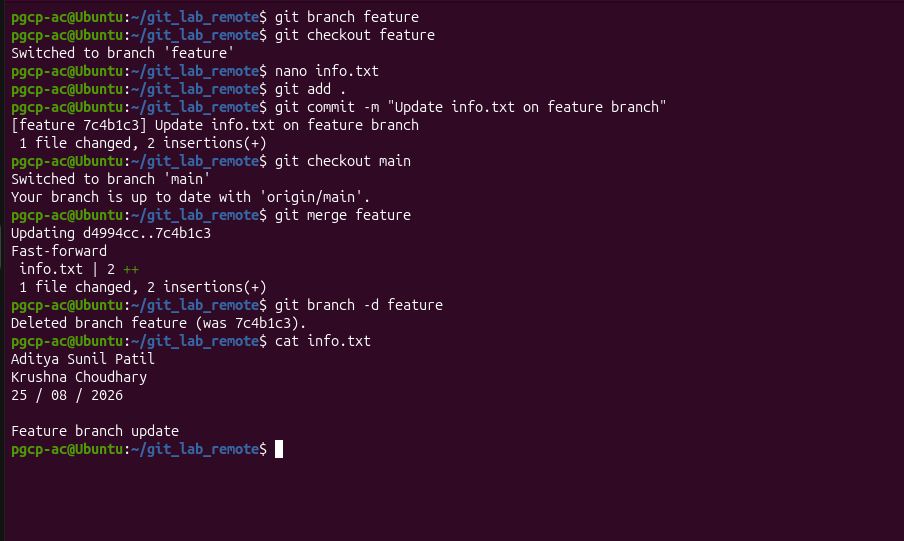 pgcp-ac@Ubuntu:~/git_lab_remote$ git branch feature
pgcp-ac@Ubuntu:~/git_lab_remote$ git checkout feature
Switched to branch 'feature'
pgcp-ac@Ubuntu:~/git_lab_remote$ nano info.txt
pgcp-ac@Ubuntu:~/git_lab_remote$ git add .
pgcp-ac@Ubuntu:~/git_lab_remote$ git commit -m "Update info.txt on feature branch"
[feature 7c4b1c3] Update info.txt on feature branch
 1 file changed, 2 insertions(+)
pgcp-ac@Ubuntu:~/git_lab_remote$ git checkout main
Switched to branch 'main'
Your branch is up to date with 'origin/main'.
pgcp-ac@Ubuntu:~/git_lab_remote$ git merge feature
Updating d4994cc..7c4b1c3
Fast-forward
 info.txt | 2 ++
 1 file changed, 2 insertions(+)
pgcp-ac@Ubuntu:~/git_lab_remote$ git branch -d feature
Deleted branch feature (was 7c4b1c3).
pgcp-ac@Ubuntu:~/git_lab_remote$ cat info.txt
Aditya Sunil Patil
Krushna Choudhary
25 / 08 / 2026

Feature branch update
pgcp-ac@Ubuntu:~/git_lab_remote$